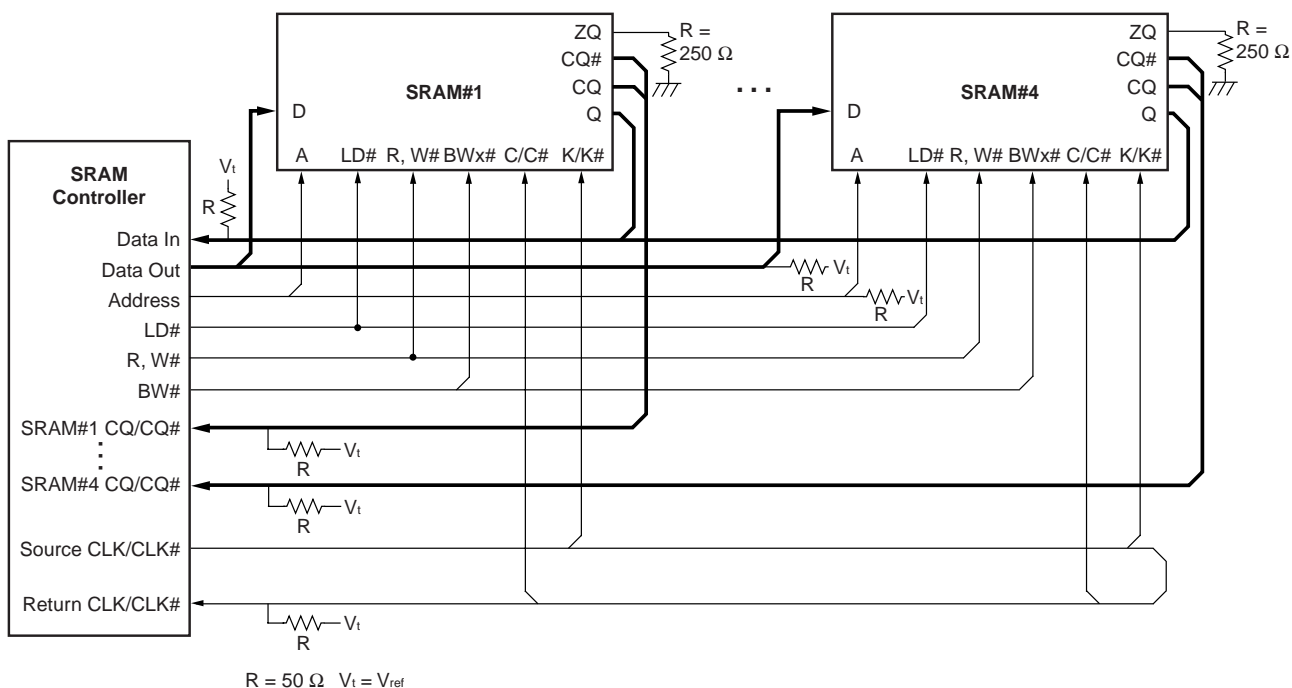 ZQ
CQ#
CQ
Q
SRAM#1
D
A
LD#
R, W#
BWx#
C/C#
K/K#
R =
250 Ω
. . .
ZQ
CQ#
CQ
Q
SRAM#4
D
A
LD#
R, W#
BWx#
C/C#
K/K#
R =
250 Ω
SRAM
Controller
Vt
R
Data In
Data Out
R
Vt
Address
R
Vt
LD#
R, W#
BW#
SRAM#1 CQ/CQ#
R
Vt
SRAM#4 CQ/CQ#
R
Vt
Source CLK/CLK#
Return CLK/CLK#
R
Vt
R = 50 Ω Vt = Vref